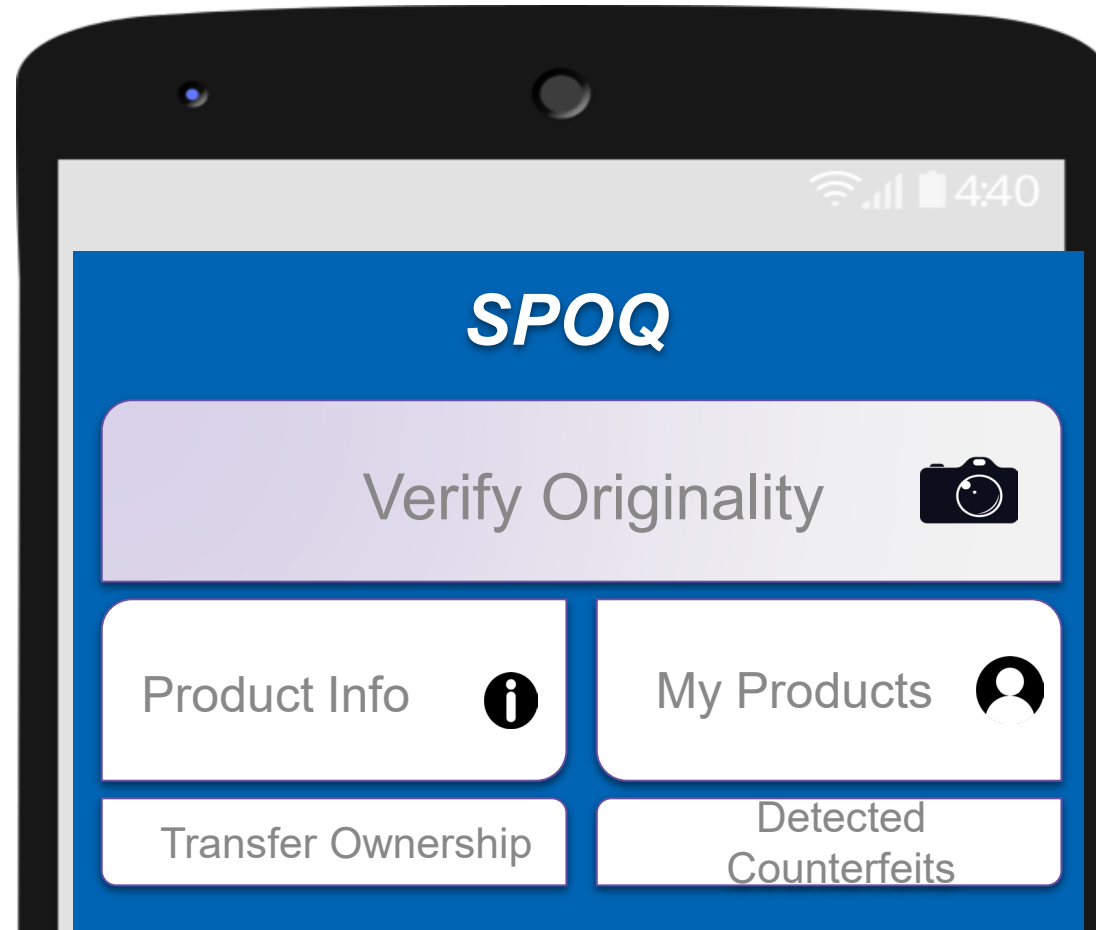 4:40
SPOQ
Verify Originality
Product Info
My Products
Transfer Ownership
Detected
Counterfeits